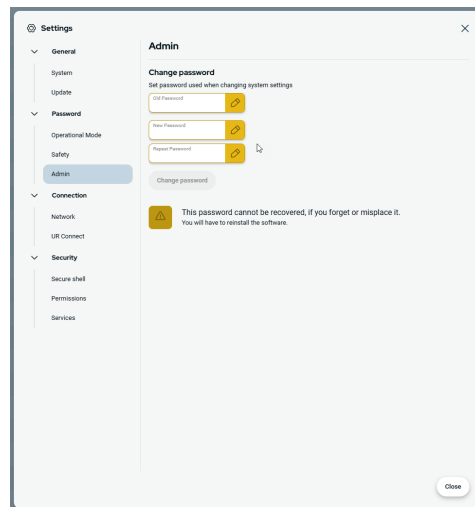 Settings
General
System
Update
Password
Operational Mode
Safety
Admin
Connection
Network
UR Connect
Security
Secure shell
Permissions
Services
Admin
Change password
Set password used when changing system settings
Old Password
New Password
Repeat Password
Change password
This password cannot be recovered, if you forget or misplace it.
You will have to reinstall the software.
Close